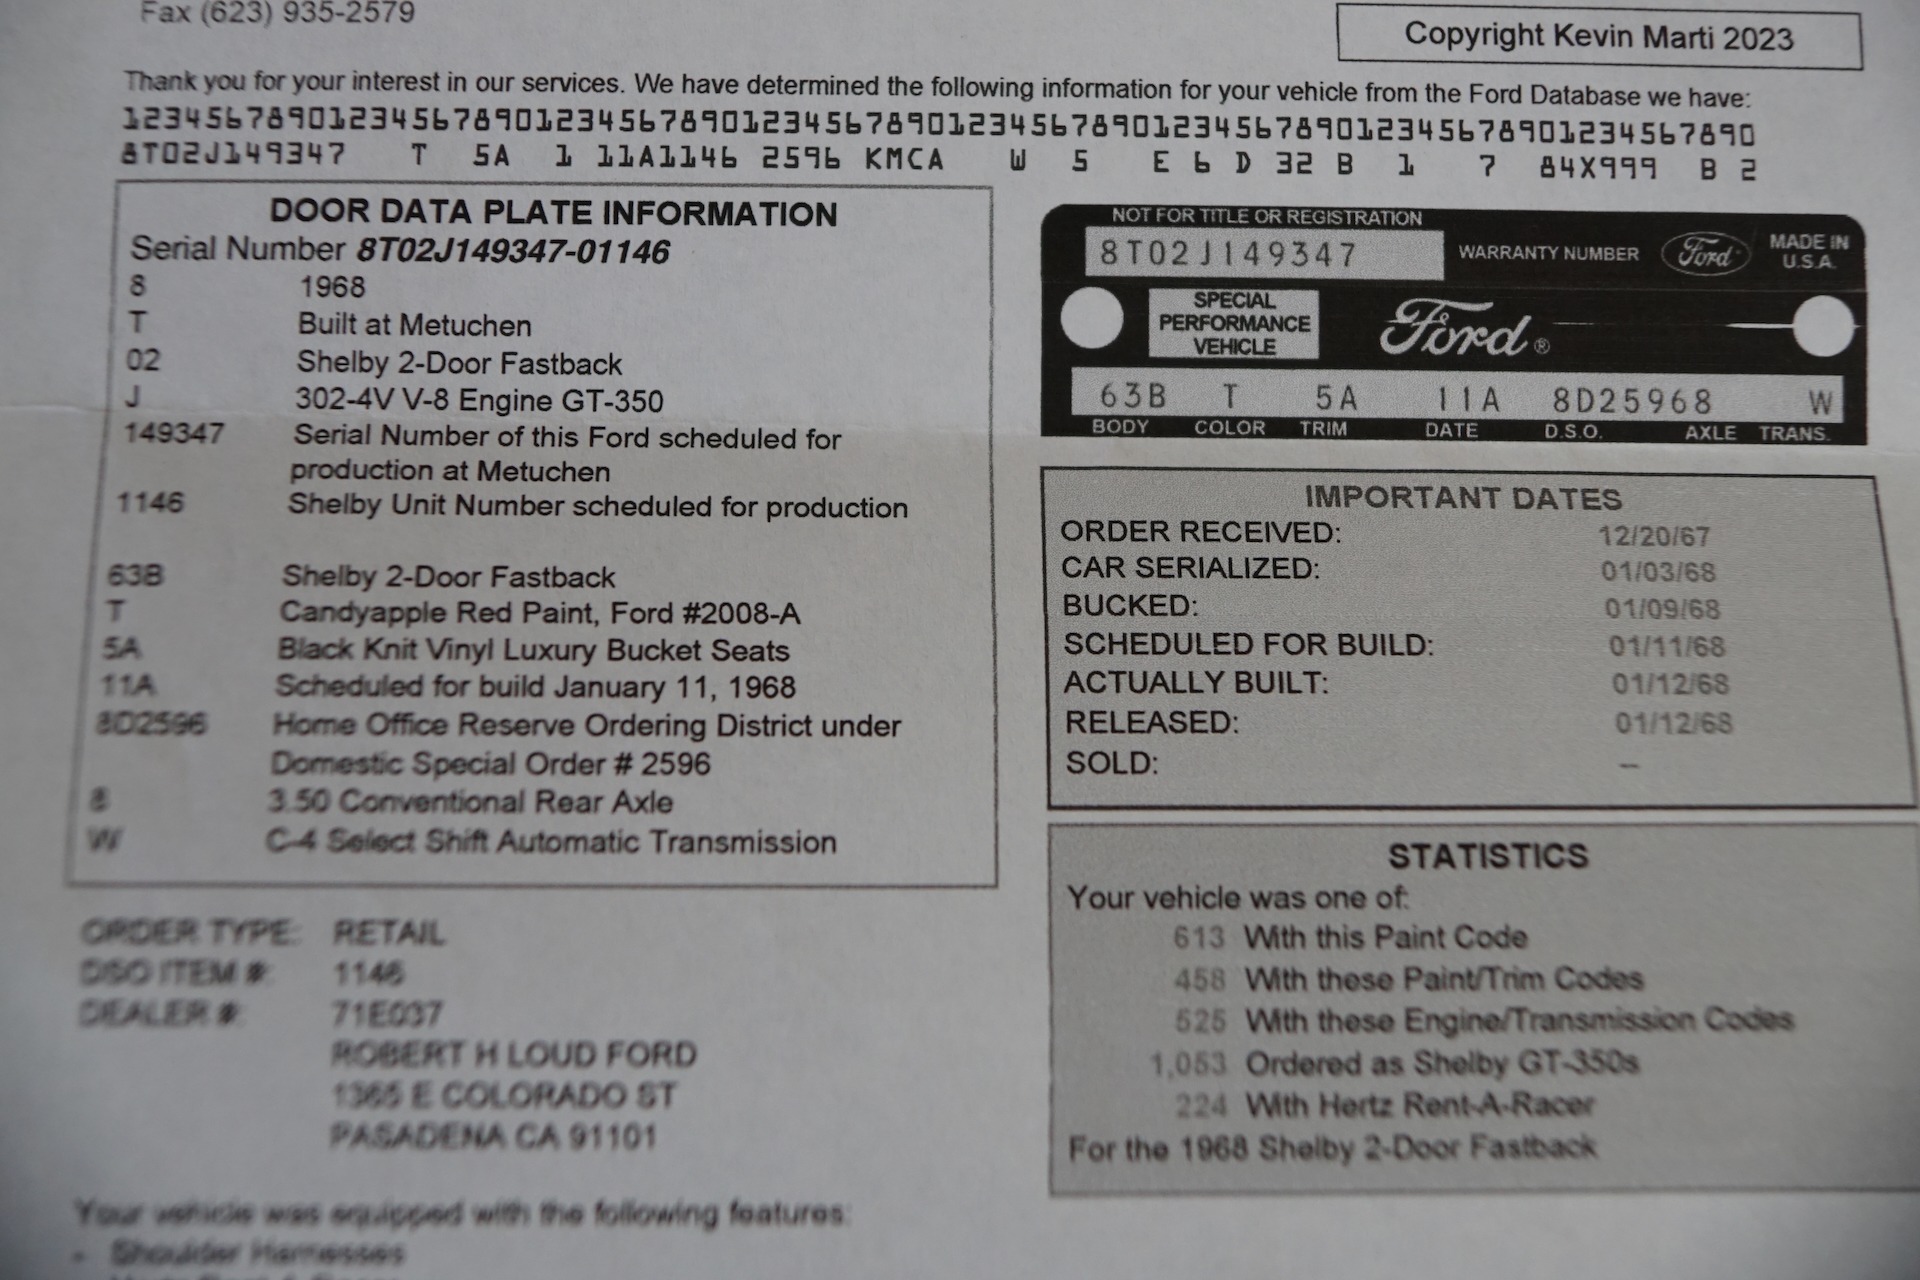 Fax (623) 935-2579
Copyright Kevin Marti 2023
Thank you for your interest in our services. We have determined the following information for your vehicle from the Ford Database we have:
12345678901234567890123456789012345678901234567890123456789012345678901234567890
8T02J149347 T 5A 1 11A1146 2596 KMCA W 5 E 6 D 32 B 1 7 84X999 B 2
DOOR DATA PLATE INFORMATION
Serial Number 8T02J149347-01146
8 1968
T Built at Metuchen
02 Shelby 2-Door Fastback
J 302-4V V-8 Engine GT-350
149347 Serial Number of this Ford scheduled for
production at Metuchen
1146 Shelby Unit Number scheduled for production
63B Shelby 2-Door Fastback
T Candyapple Red Paint, Ford #2008-A
5A Black Knit Vinyl Luxury Bucket Seats
11A Scheduled for build January 11, 1968
8D2596 Home Office Reserve Ordering District under
Domestic Special Order # 2596
8 3.50 Conventional Rear Axle
W C-4 Select Shift Automatic Transmission
NOT FOR TITLE OR REGISTRATION
8T02J149347 WARRANTY NUMBER Ford MADE IN
U.S.A.
SPECIAL
PERFORMANCE
VEHICLE
Ford®
63B T 5A 11A 8D25968 W
BODY COLOR TRIM DATE D.S.O. AXLE TRANS.
IMPORTANT DATES
ORDER RECEIVED: 12/20/67
CAR SERIALIZED: 01/03/68
BUCKED: 01/09/68
SCHEDULED FOR BUILD: 01/11/68
ACTUALLY BUILT: 01/12/68
RELEASED: 01/12/68
SOLD: --
STATISTICS
Your vehicle was one of:
613 With this Paint Code
458 With these Paint/Trim Codes
525 With these Engine/Transmission Codes
1,053 Ordered as Shelby GT-350s
224 With Hertz Rent-A-Racer
For the 1968 Shelby 2-Door Fastback
ORDER TYPE: RETAIL
DSO ITEM #: 1146
DEALER #: 71E037
ROBERT H LOUD FORD
1365 E COLORADO ST
PASADENA CA 91101
Your vehicle was equipped with the following features:
- Shoulder Harnesses